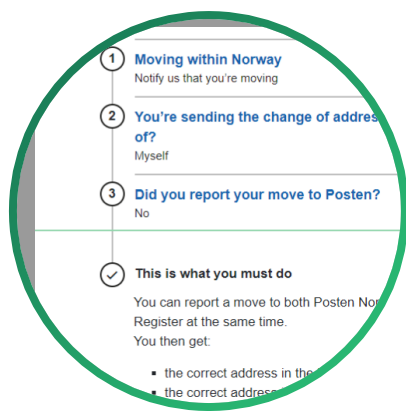 1 Moving within Norway
Notify us that you're moving
2 You're sending the change of addres
of?
Myself
3 Did you report your move to Posten?
No
This is what you must do
You can report a move to both Posten Nor
Register at the same time.
You then get:
▪ the correct address in the
▪ the correct addres